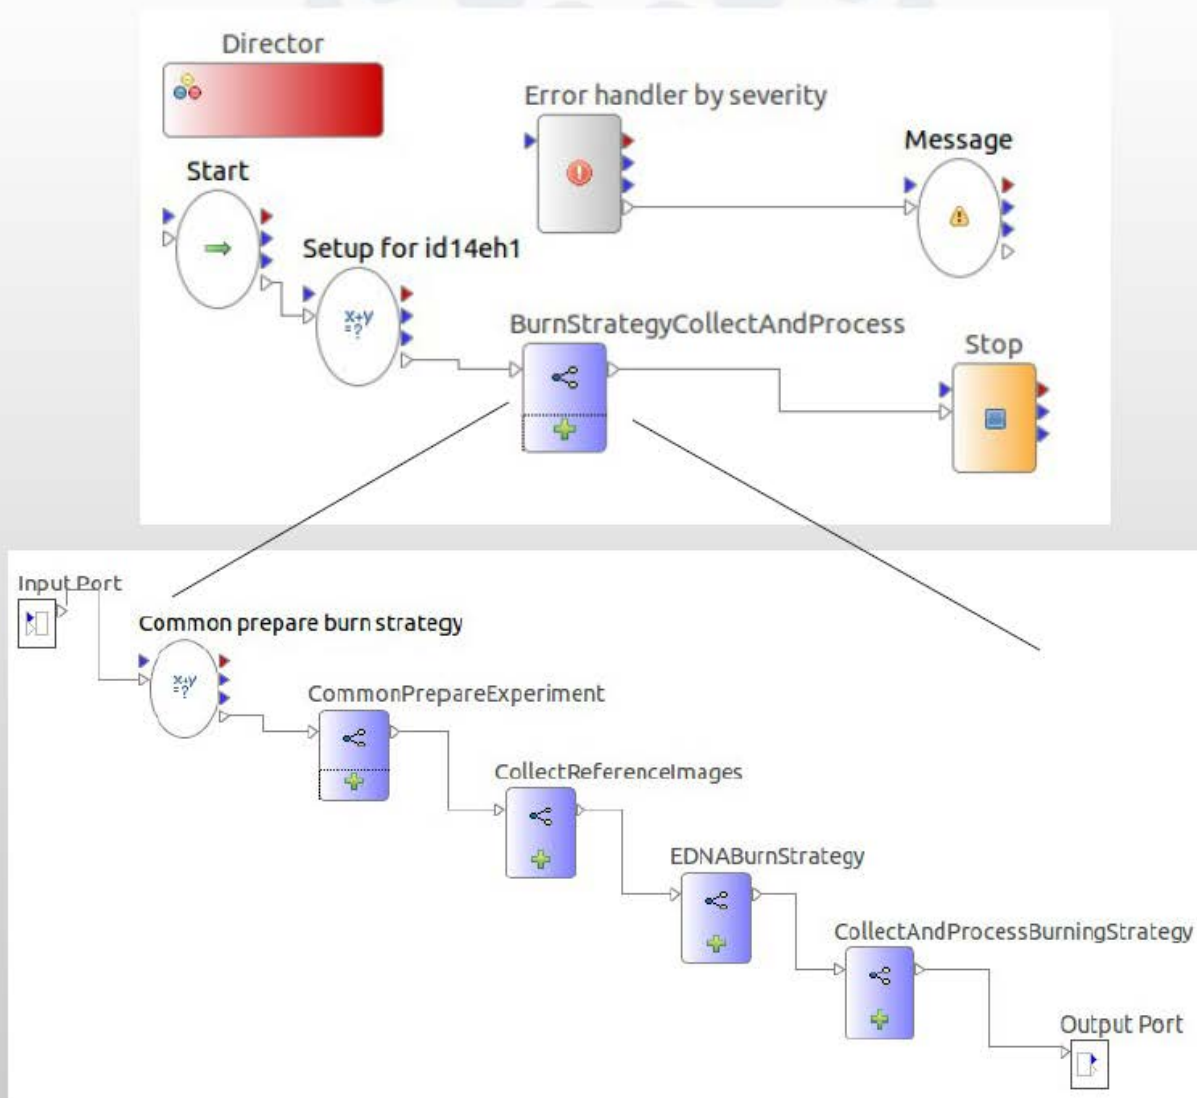 Director
Error handler by severity
Message
Start
Setup for id14eh1
x+y
=?
BurnStrategyCollectAndProcess
Stop
Input Port
Common prepare burn strategy
x+y
=?
CommonPrepareExperiment
CollectReferenceImages
EDNABurnStrategy
CollectAndProcessBurningStrategy
Output Port